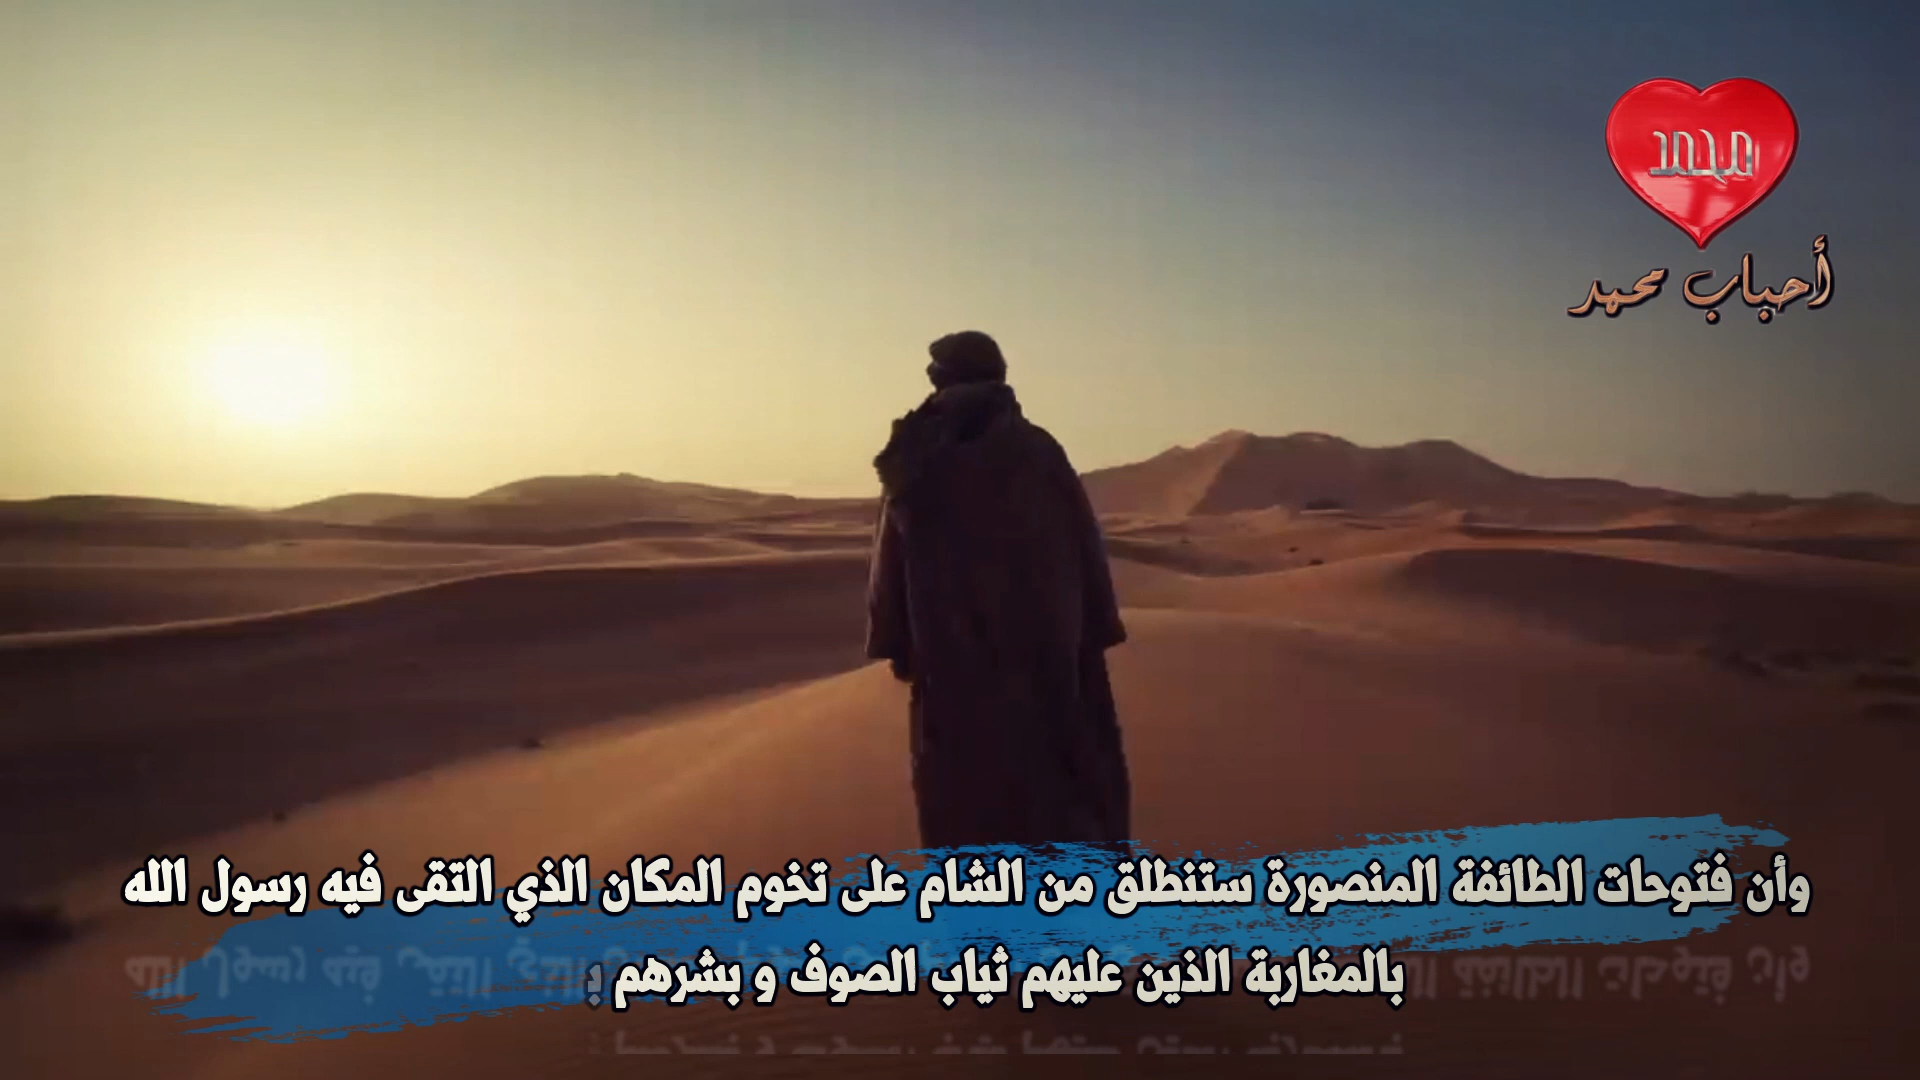 محمد
أحباب محمد
وأن فتوحات الطائفة المنصورة ستنطلق من الشام على تخوم المكان الذي التقى فيه رسول الله
بالمغاربة الذين عليهم ثياب الصوف و بشرهم